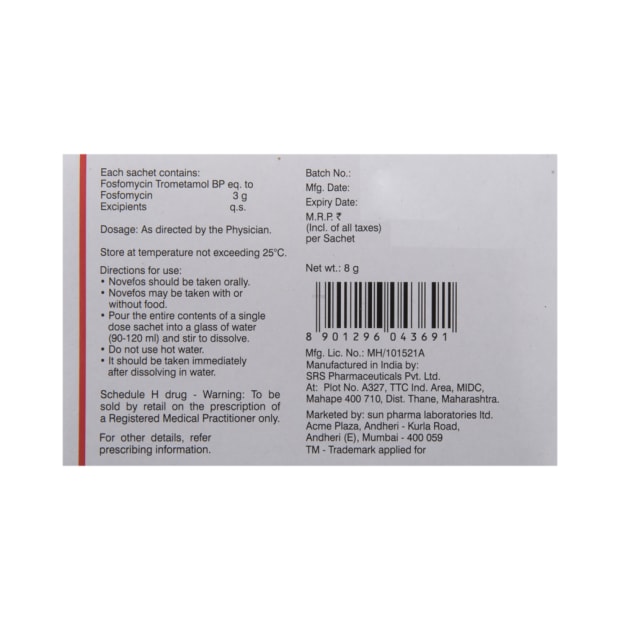 Each sachet contains:
Fosfomycin Trometamol BP eq. to
Fosfomycin 3 g
Excipients q.s.
Dosage: As directed by the Physician.
Store at temperature not exceeding 25°C.
Directions for use:
• Novefos should be taken orally.
• Novefos may be taken with or
without food.
• Pour the entire contents of a single
dose sachet into a glass of water
(90-120 ml) and stir to dissolve.
• Do not use hot water.
• It should be taken immediately
after dissolving in water.
Schedule H drug - Warning: To be
sold by retail on the prescription of
a Registered Medical Practitioner only.
For other details, refer
prescribing information.
Batch No.:
Mfg. Date:
Expiry Date:
M.R.P. ₹
(Incl. of all taxes)
per Sachet
Net wt.: 8 g
8 901296 043691
Mfg. Lic. No.: MH/101521A
Manufactured in India by:
SRS Pharmaceuticals Pvt. Ltd.
At: Plot No. A327, TTC Ind. Area, MIDC,
Mahape 400 710, Dist. Thane, Maharashtra.
Marketed by: sun pharma laboratories ltd.
Acme Plaza, Andheri - Kurla Road,
Andheri (E), Mumbai - 400 059
TM - Trademark applied for